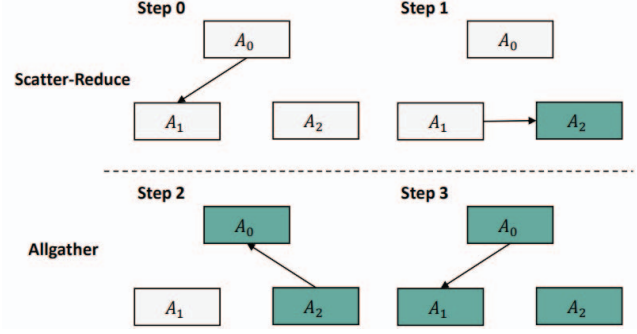 Step 0 Step 1
A₀ A₀
Scatter-Reduce
A₁ A₂ A₁ A₂
Step 2 Step 3
A₀ A₀
Allgather
A₁ A₂ A₁ A₂